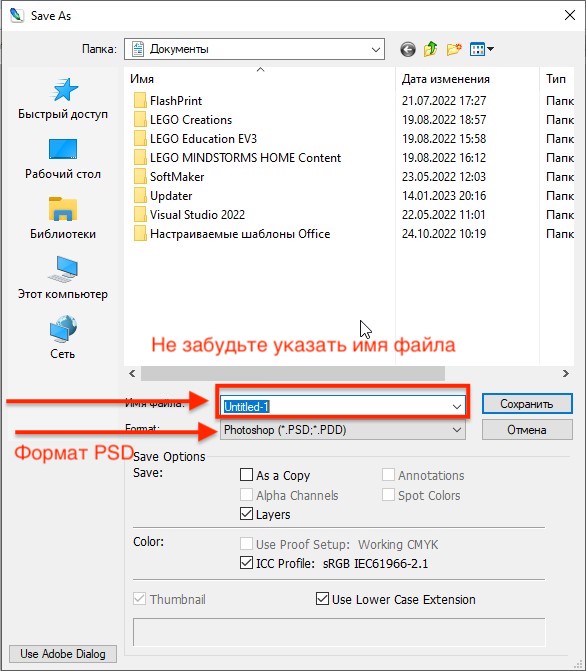 Save As
Папка: Документы
Имя Дата изменения Тип
FlashPrint 21.07.2022 17:27 Папк
LEGO Creations 19.08.2022 18:57 Папк
LEGO Education EV3 19.08.2022 15:58 Папк
LEGO MINDSTORMS HOME Content 19.08.2022 16:12 Папк
SoftMaker 23.05.2022 12:03 Папк
Updater 14.01.2023 20:16 Папк
Visual Studio 2022 22.05.2022 11:01 Папк
Настраиваемые шаблоны Office 24.10.2022 10:19 Папк
Быстрый доступ
Рабочий стол
Библиотеки
Этот компьютер
Сеть
Не забудьте указать имя файла
Имя файла: Untitled-1 Сохранить
Format: Photoshop (*.PSD;*.PDD) Отмена
Формат PSD
Save Options
Save: As a Copy Annotations
Alpha Channels Spot Colors
Layers
Color: Use Proof Setup: Working CMYK
ICC Profile: sRGB IEC61966-2.1
Thumbnail Use Lower Case Extension
Use Adobe Dialog